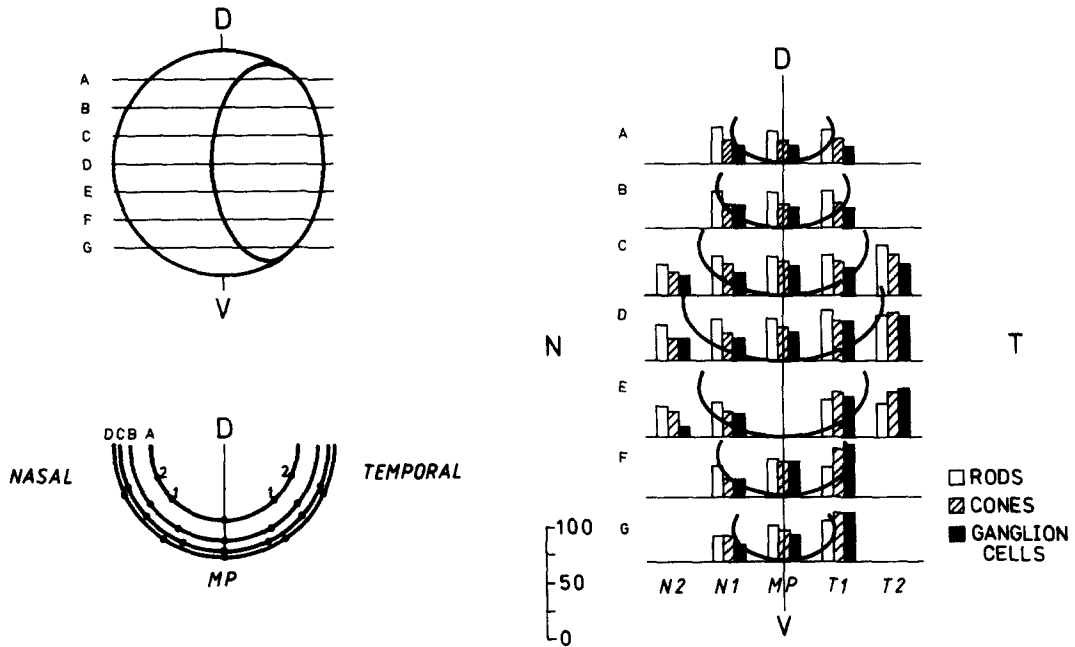 D
A
B
C
D
E
F
G
V
D C B A D
NASAL 2 1 1 2 TEMPORAL
MP
D
A
B
C
D
N T
E
F
G
100
50
0
N2 N1 MP T1 T2
V
RODS
CONES
GANGLION
CELLS